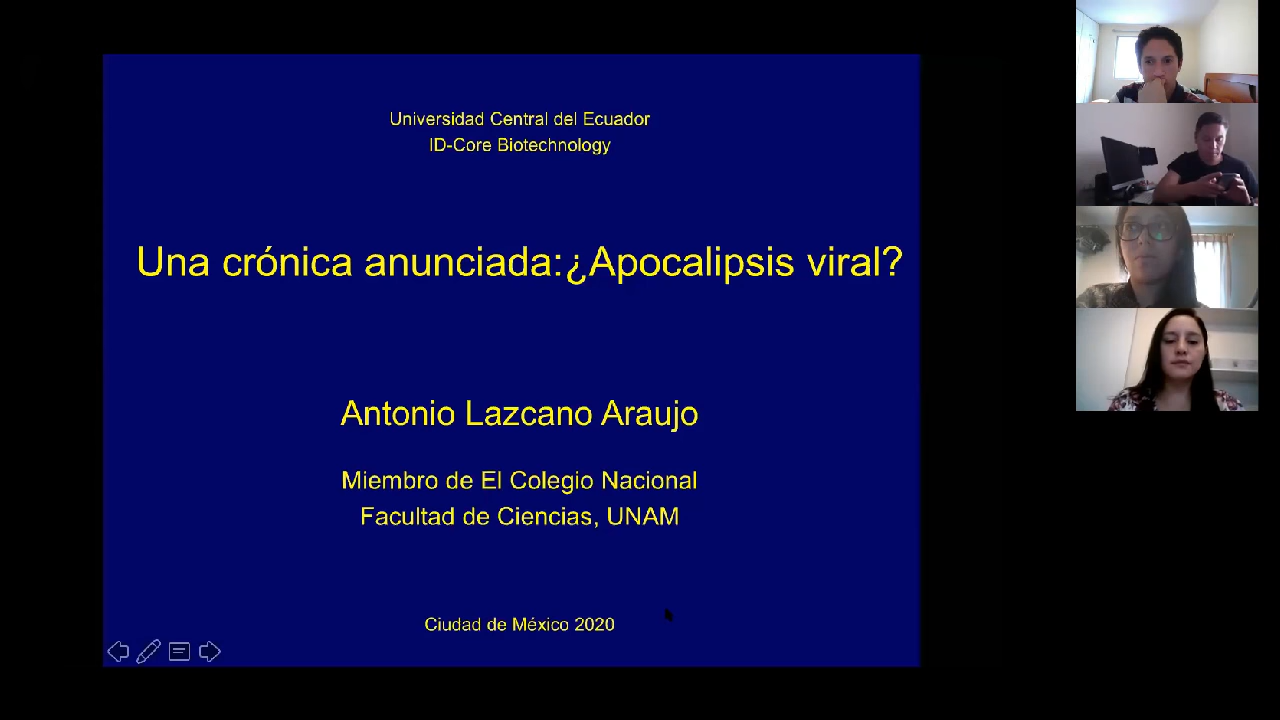 Universidad Central del Ecuador
ID-Core Biotechnology
Una crónica anunciada:¿Apocalipsis viral?
Antonio Lazcano Araujo
Miembro de El Colegio Nacional
Facultad de Ciencias, UNAM
Ciudad de México 2020